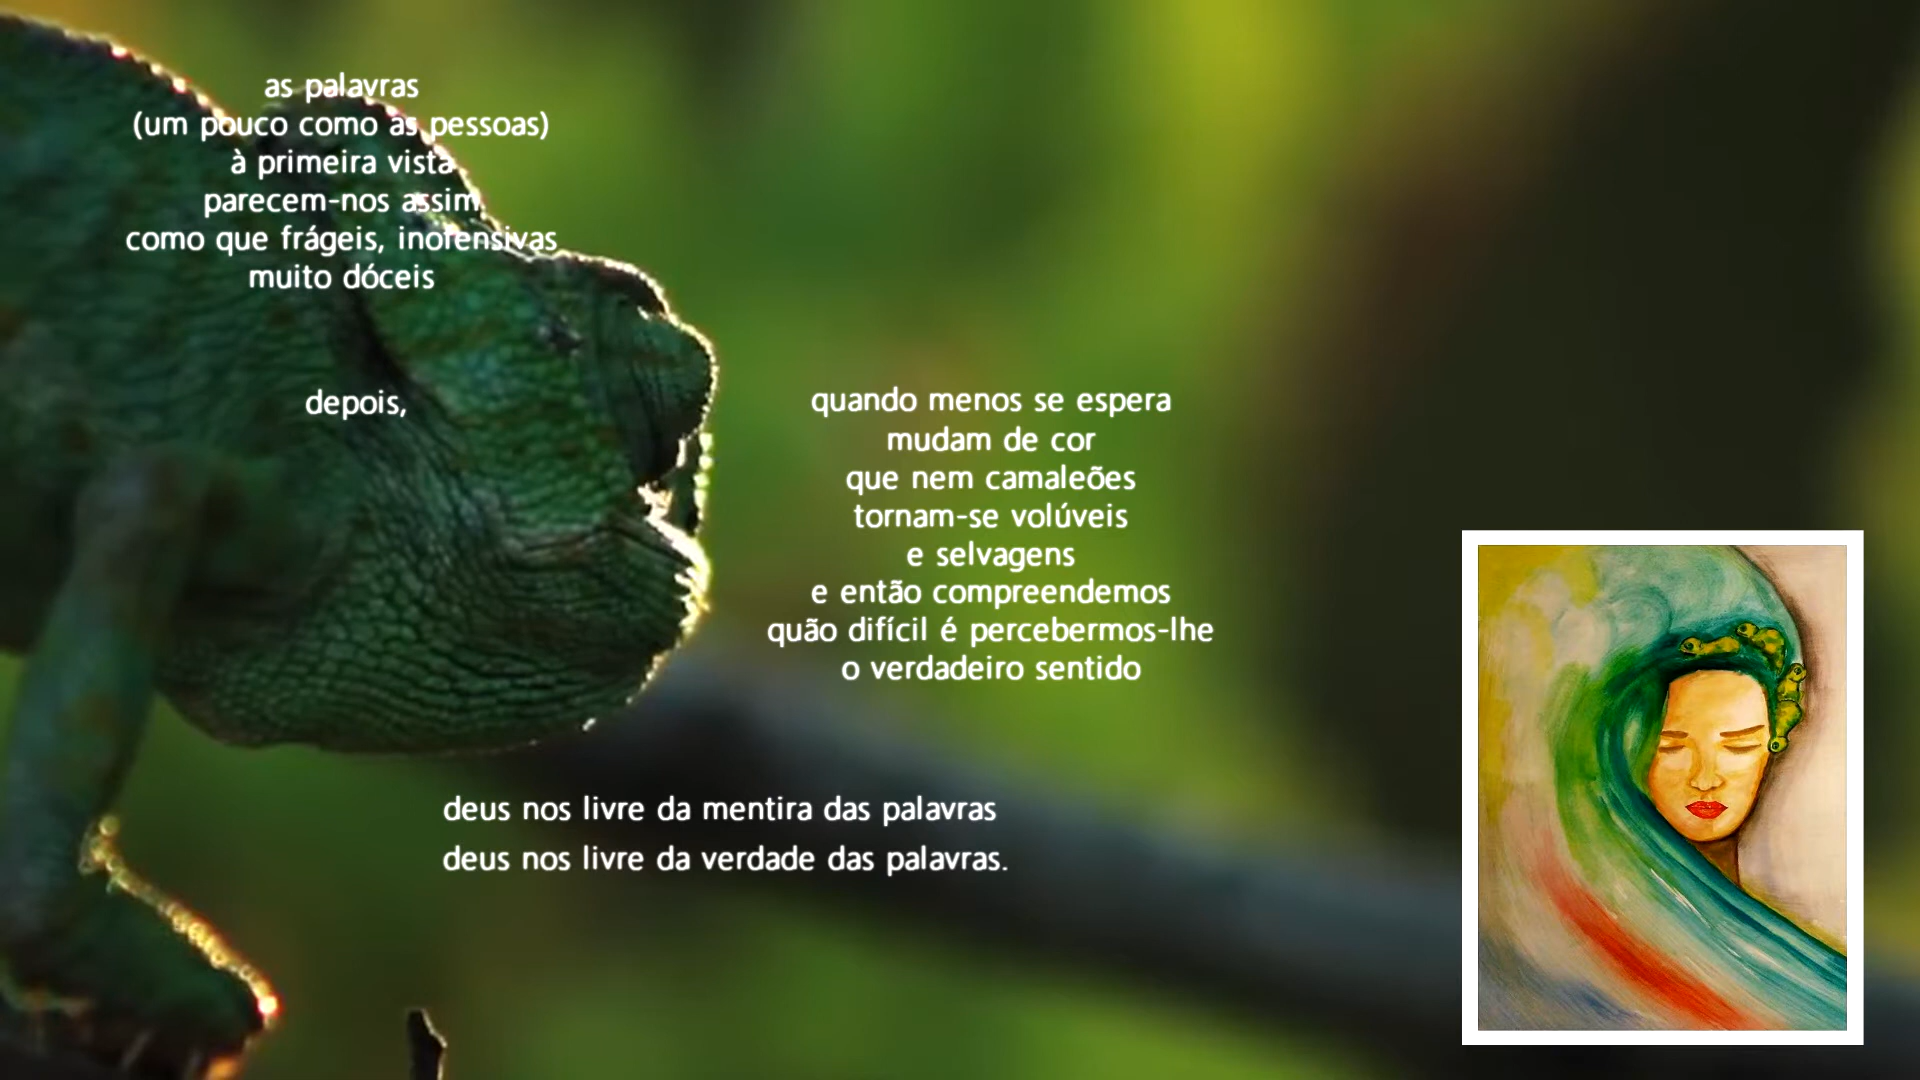 as palavras
(um pouco como as pessoas)
à primeira vista
parecem-nos assim
como que frágeis, inofensivas
muito dóceis
depois,
quando menos se espera
mudam de cor
que nem camaleões
tornam-se volúveis
e selvagens
e então compreendemos
quão difícil é percebermos-lhe
o verdadeiro sentido
deus nos livre da mentira das palavras
deus nos livre da verdade das palavras.